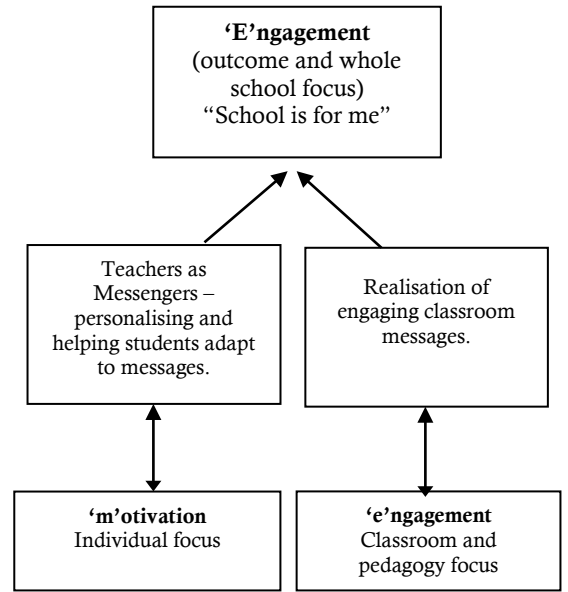 ‘E’ngagement
(outcome and whole
school focus)
“School is for me”
Teachers as
Messengers –
personalising and
helping students adapt
to messages.
Realisation of
engaging classroom
messages.
‘m’otivation
Individual focus
‘e’ngagement
Classroom and
pedagogy focus